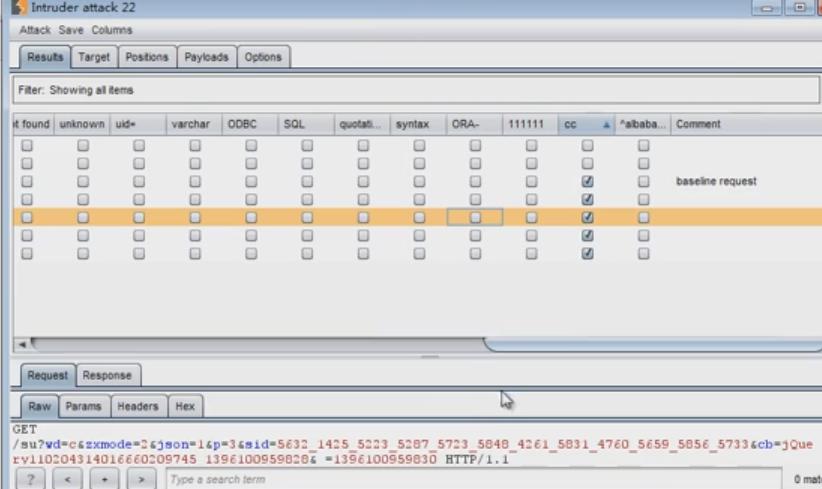 Intruder attack 22
Attack Save Columns
Results Target Positions Payloads Options
Filter: Showing all items
t found unknown uid= varchar ODBC SQL quotati... syntax ORA- 111111 cc ^albaba... Comment
baseline request
Request Response
Raw Params Headers Hex
GET
/su?wd=c&zxmode=2&json=1&p=3&sid=5632_1425_5223_5287_5723_5848_4261_5831_4760_5659_5856_5733&cb=jQue
ry110204314016660209745_1396100959828&_=1396100959830 HTTP/1.1
? < + > Type a search term 0 mat